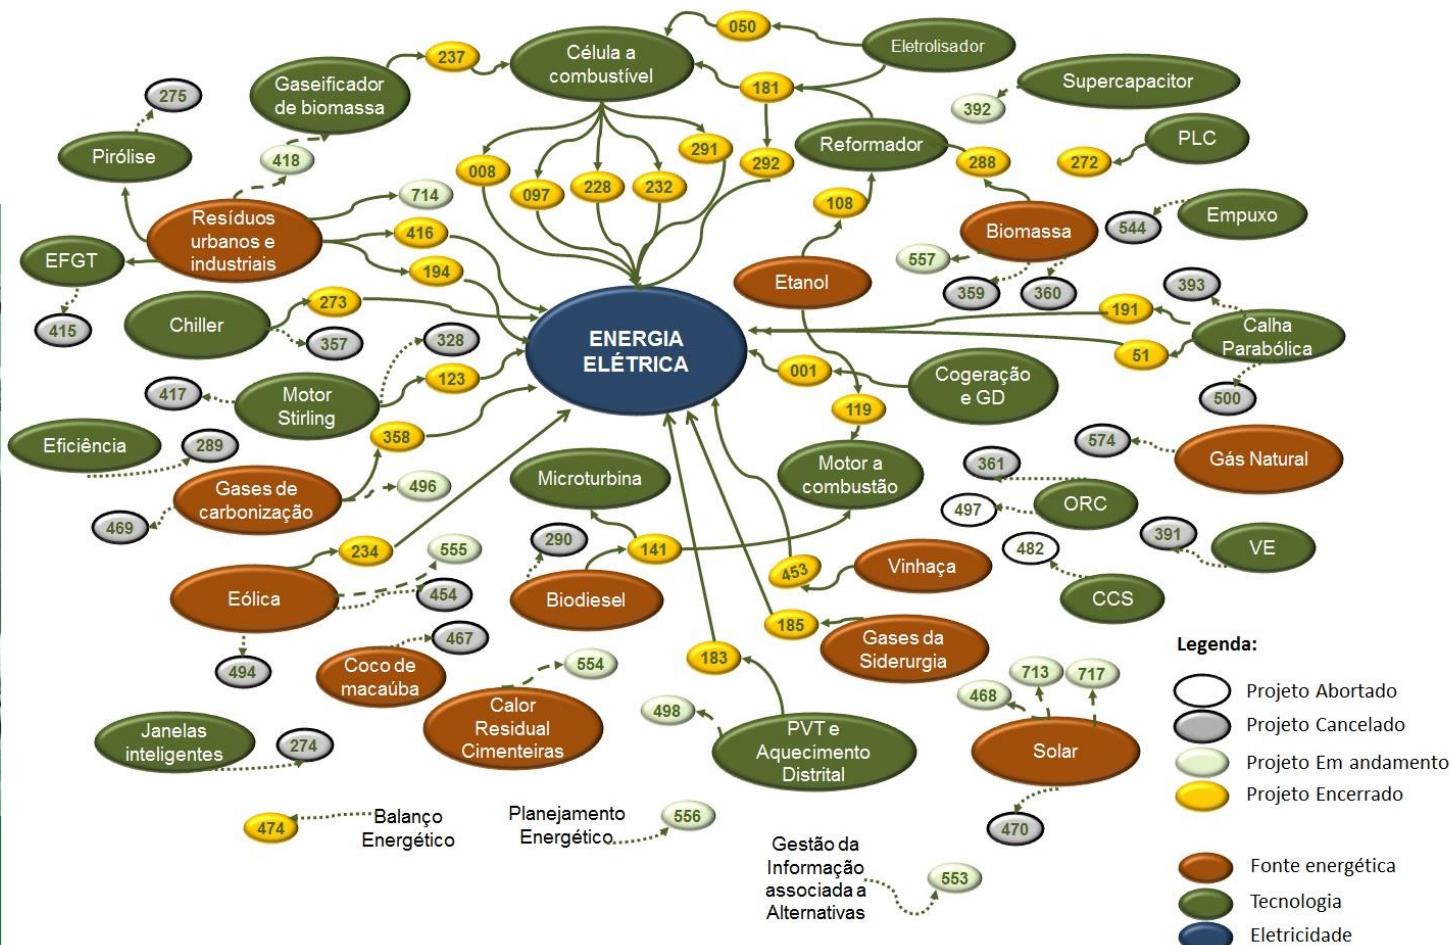 050
Eletrolisador
Célula a
combustível
237
Gaseificador
de biomassa
181
Supercapacitor
275
392
Pirólise
418
Reformador
PLC
008
291
292
288
272
097
228
232
714
108
Resíduos
urbanos e
industriais
416
Biomassa
544
Empuxo
EFGT
194
557
Etanol
359
360
393
415
Chiller
273
357
328
ENERGIA
ELÉTRICA
191
Calha
Parabólica
51
417
Motor
Stirling
123
001
Cogeração
e GD
500
119
358
Eficiência
289
574
Gás Natural
Microturbina
Motor a
combustão
361
ORC
Gases de
carbonização
496
497
469
290
141
482
391
VE
234
555
453
Vinhaça
Eólica
454
Biodiesel
CCS
185
Gases da
Siderurgia
467
494
Coco de
macaúba
554
183
Legenda:
713
717
468
Projeto Abortado
Calor
Residual
Cimenteiras
498
Projeto Cancelado
Janelas
inteligentes
274
PVT e
Aquecimento
Distrital
Solar
Projeto Em andamento
Projeto Encerrado
474
Balanço
Energético
Planejamento
Energético
556
470
Gestão da
Informação
associada a
Alternativas
553
Fonte energética
Tecnologia
Eletricidade